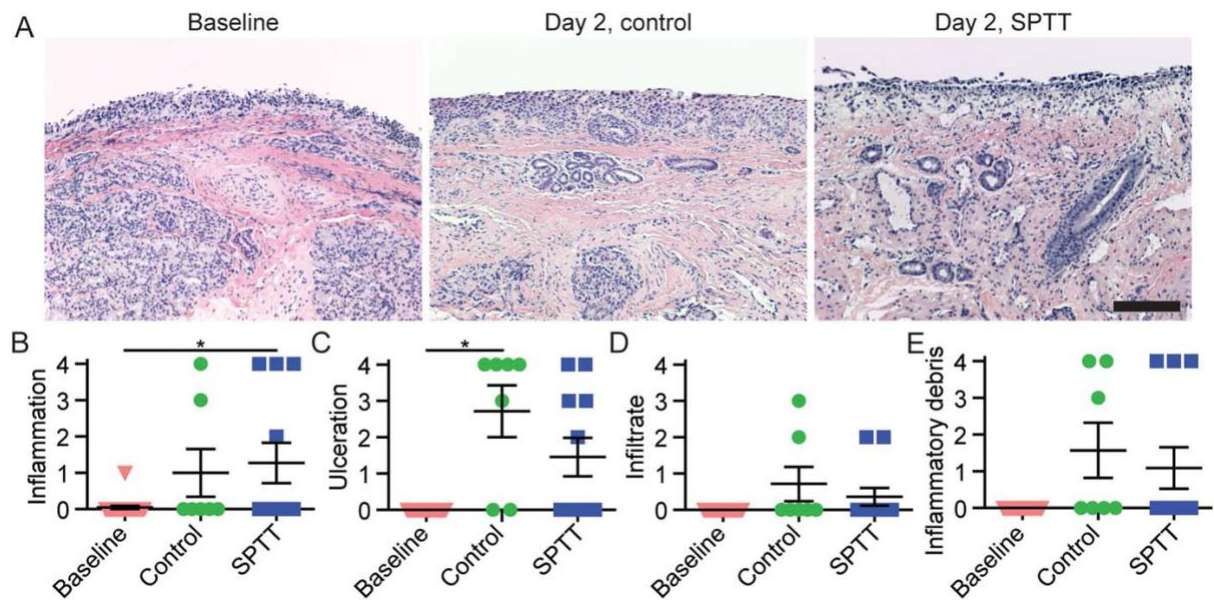 A
Baseline
Day 2, control
Day 2, SPTT
B
Inflammation
4
3
2
1
0
*
Baseline
Control
SPTT
C
Ulceration
4
3
2
1
0
*
Baseline
Control
SPTT
D
Infiltrate
4
3
2
1
0
Baseline
Control
SPTT
E
Inflammatory debris
4
3
2
1
0
Baseline
Control
SPTT